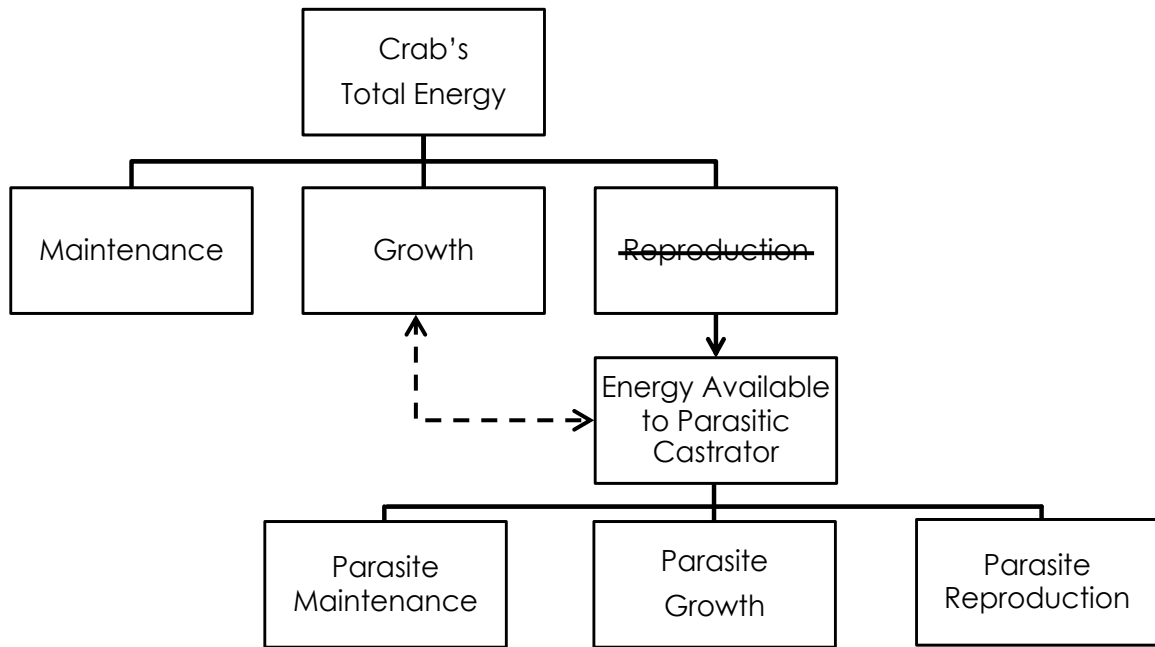 Crab’s
Total Energy
Maintenance
Growth
Reproduction
Energy Available
to Parasitic
Castrator
Parasite
Maintenance
Parasite
Growth
Parasite
Reproduction